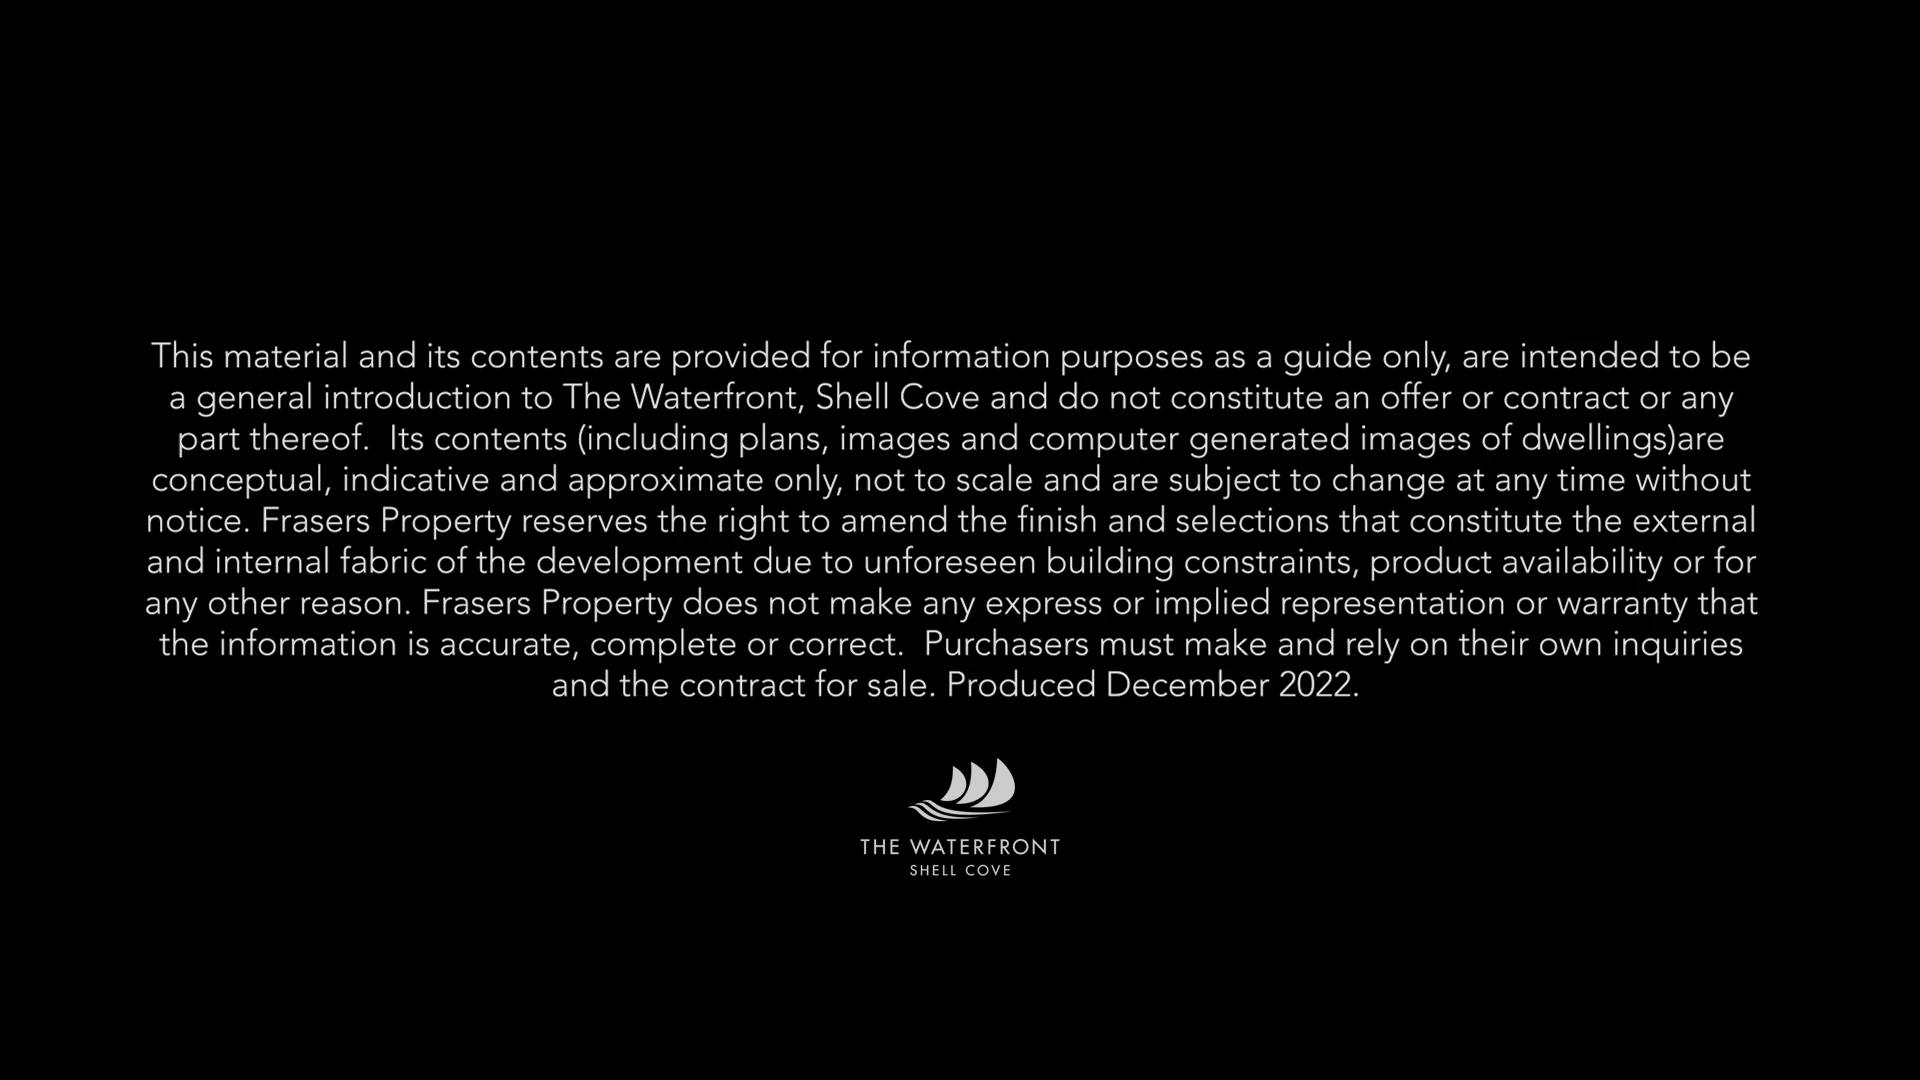 This material and its contents are provided for information purposes as a guide only, are intended to be
a general introduction to The Waterfront, Shell Cove and do not constitute an offer or contract or any
part thereof.  Its contents (including plans, images and computer generated images of dwellings)are
conceptual, indicative and approximate only, not to scale and are subject to change at any time without
notice. Frasers Property reserves the right to amend the finish and selections that constitute the external
and internal fabric of the development due to unforeseen building constraints, product availability or for
any other reason. Frasers Property does not make any express or implied representation or warranty that
the information is accurate, complete or correct.  Purchasers must make and rely on their own inquiries
and the contract for sale. Produced December 2022.
THE WATERFRONT
SHELL COVE